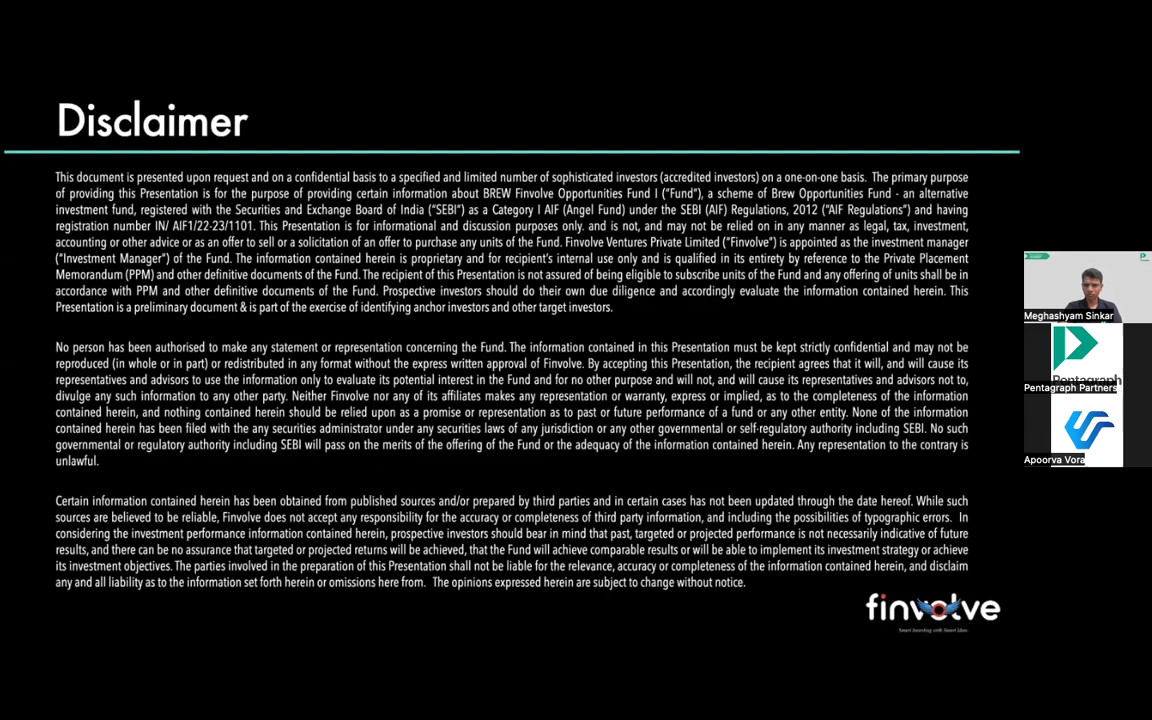 Disclaimer
This document is presented upon request and on a confidential basis to a specified and limited number of sophisticated investors (accredited investors) on a one-on-one basis. The primary purpose
of providing this Presentation is for the purpose of providing certain information about BREW Finvolve Opportunities Fund I (“Fund”), a scheme of Brew Opportunities Fund - an alternative
investment fund, registered with the Securities and Exchange Board of India (“SEBI”) as a Category I AIF (Angel Fund) under the SEBI (AIF) Regulations, 2012 (“AIF Regulations”) and having
registration number IN/ AIF1/22-23/1101. This Presentation is for informational and discussion purposes only. and is not, and may not be relied on in any manner as legal, tax, investment,
accounting or other advice or as an offer to sell or a solicitation of an offer to purchase any units of the Fund. Finvolve Ventures Private Limited (“Finvolve”) is appointed as the investment manager
(“Investment Manager”) of the Fund. The information contained herein is proprietary and for recipient’s internal use only and is qualified in its entirety by reference to the Private Placement
Memorandum (PPM) and other definitive documents of the Fund. The recipient of this Presentation is not assured of being eligible to subscribe units of the Fund and any offering of units shall be in
accordance with PPM and other definitive documents of the Fund. Prospective investors should do their own due diligence and accordingly evaluate the information contained herein. This
Presentation is a preliminary document & is part of the exercise of identifying anchor investors and other target investors.
No person has been authorised to make any statement or representation concerning the Fund. The information contained in this Presentation must be kept strictly confidential and may not be
reproduced (in whole or in part) or redistributed in any format without the express written approval of Finvolve. By accepting this Presentation, the recipient agrees that it will, and will cause its
representatives and advisors to use the information only to evaluate its potential interest in the Fund and for no other purpose and will not, and will cause its representatives and advisors not to,
divulge any such information to any other party. Neither Finvolve nor any of its affiliates makes any representation or warranty, express or implied, as to the completeness of the information
contained herein, and nothing contained herein should be relied upon as a promise or representation as to past or future performance of a fund or any other entity. None of the information
contained herein has been filed with the any securities administrator under any securities laws of any jurisdiction or any other governmental or self-regulatory authority including SEBI. No such
governmental or regulatory authority including SEBI will pass on the merits of the offering of the Fund or the adequacy of the information contained herein. Any representation to the contrary is
unlawful.
Certain information contained herein has been obtained from published sources and/or prepared by third parties and in certain cases has not been updated through the date hereof. While such
sources are believed to be reliable, Finvolve does not accept any responsibility for the accuracy or completeness of third party information, and including the possibilities of typographic errors. In
considering the investment performance information contained herein, prospective investors should bear in mind that past, targeted or projected performance is not necessarily indicative of future
results, and there can be no assurance that targeted or projected returns will be achieved, that the Fund will achieve comparable results or will be able to implement its investment strategy or achieve
its investment objectives. The parties involved in the preparation of this Presentation shall not be liable for the relevance, accuracy or completeness of the information contained herein, and disclaim
any and all liability as to the information set forth herein or omissions here from. The opinions expressed herein are subject to change without notice.
finvolve
Meghashyam Sinkar
Pentagraph
Pentagraph Partners
Apoorva Vora